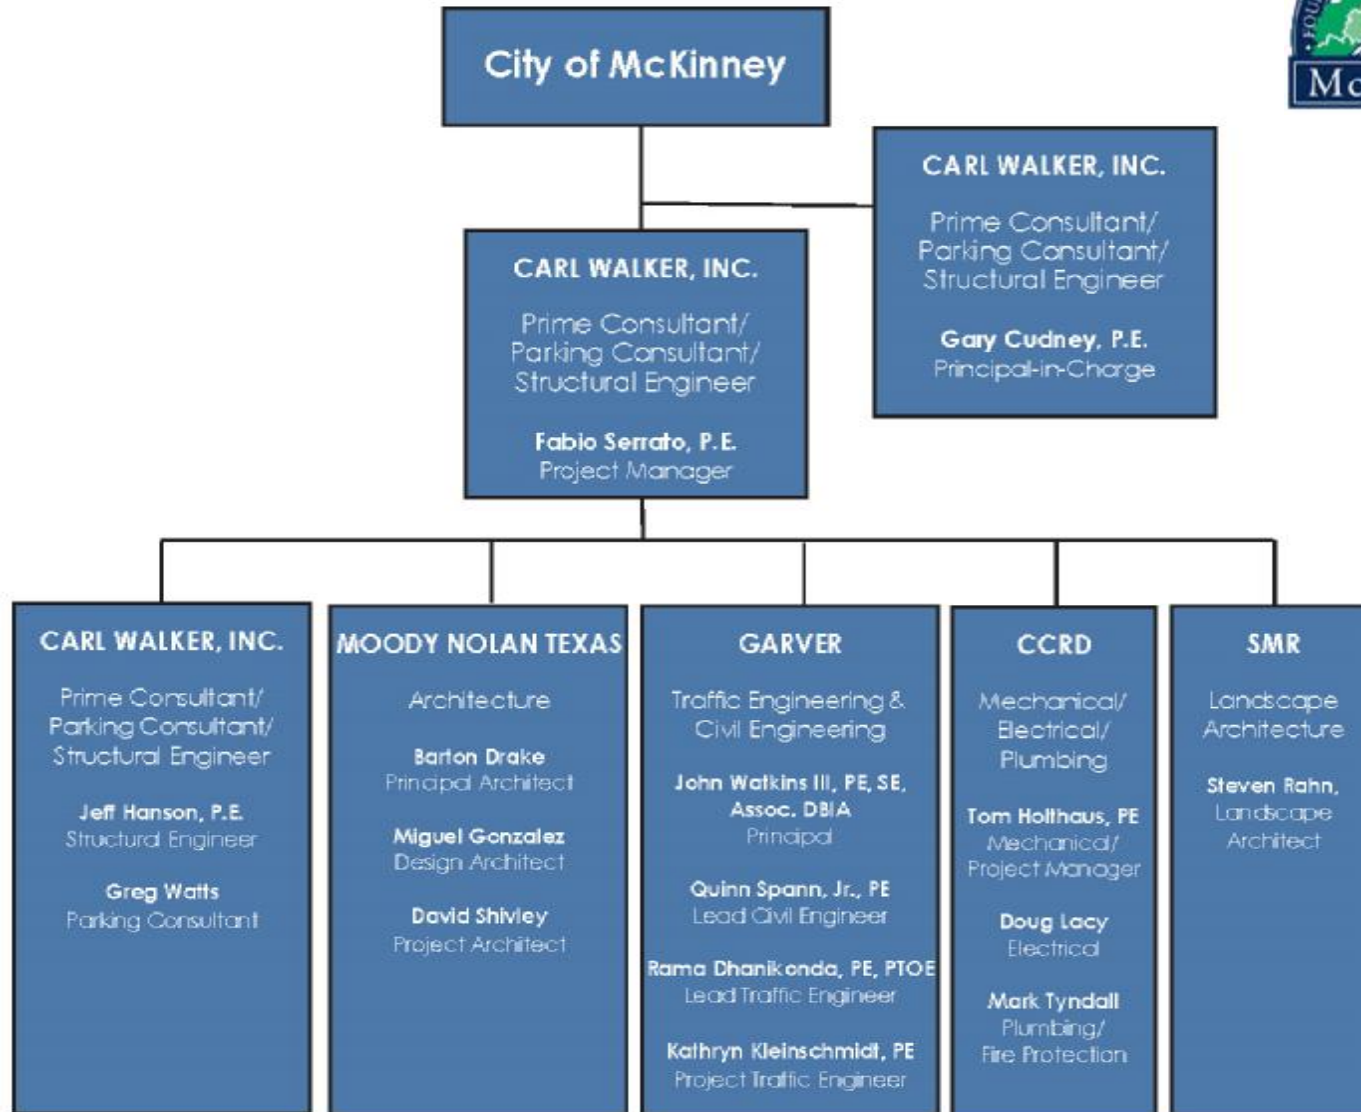 City of McKinney
FOU
Mc
CARL WALKER, INC.
Prime Consultant/
Parking Consultant/
Structural Engineer
Gary Cudney, P.E.
Principal-in-Charge
CARL WALKER, INC.
Prime Consultant/
Parking Consultant/
Structural Engineer
Fabio Serrato, P.E.
Project Manager
CARL WALKER, INC.
Prime Consultant/
Parking Consultant/
Structural Engineer
Jeff Hanson, P.E.
Structural Engineer
Greg Watts
Parking Consultant
MOODY NOLAN TEXAS
Architecture
Barton Drake
Principal Architect
Miguel Gonzalez
Design Architect
David Shivley
Project Architect
GARVER
Traffic Engineering &
Civil Engineering
John Watkins III, PE, SE,
Assoc. DBIA
Principal
Quinn Spann, Jr., PE
Lead Civil Engineer
Rama Dhanikonda, PE, PTOE
Lead Traffic Engineer
Kathryn Kleinschmidt, PE
Project Traffic Engineer
CCRD
Mechanical/
Electrical/
Plumbing
Tom Holthaus, PE
Mechanical/
Project Manager
Doug Lacy
Electrical
Mark Tyndall
Plumbing/
Fire Protection
SMR
Landscape
Architecture
Steven Rahn,
Landscape
Architect